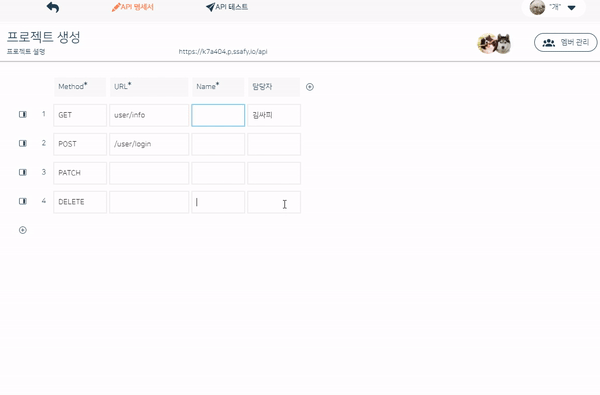 API 명세서 API 테스트 "개"
프로젝트 생성
프로젝트 설명 https://k7a404.p.ssafy.io/api 멤버 관리
Method* URL* Name* 담당자
1 GET user/info 김싸피
2 POST /user/login
3 PATCH
4 DELETE